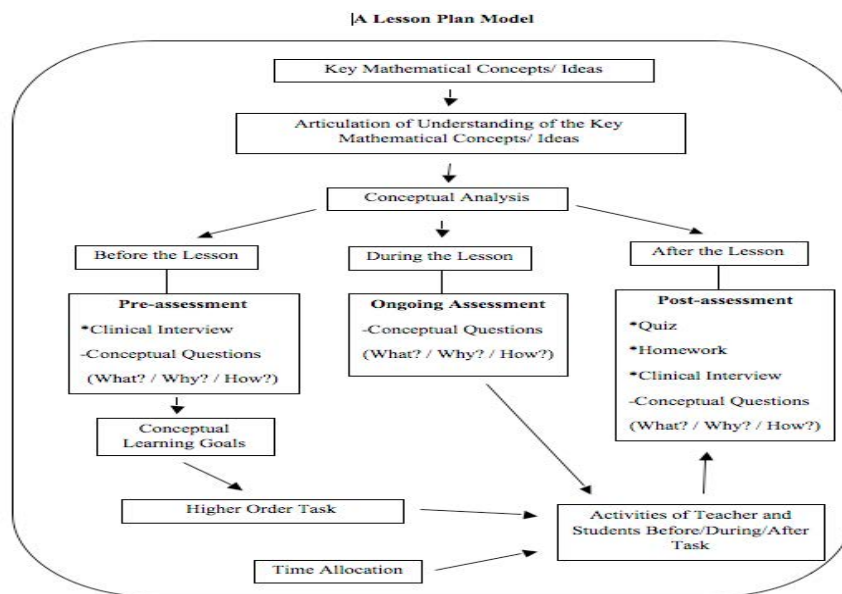 A Lesson Plan Model
Key Mathematical Concepts/ Ideas
Articulation of Understanding of the Key
Mathematical Concepts/ Ideas
Conceptual Analysis
Before the Lesson
During the Lesson
After the Lesson
Pre-assessment
*Clinical Interview
-Conceptual Questions
(What? / Why? / How?)
Ongoing Assessment
-Conceptual Questions
(What? / Why? / How?)
Post-assessment
*Quiz
*Homework
*Clinical Interview
-Conceptual Questions
(What? / Why? / How?)
Conceptual
Learning Goals
Higher Order Task
Activities of Teacher and
Students Before/During/After
Task
Time Allocation